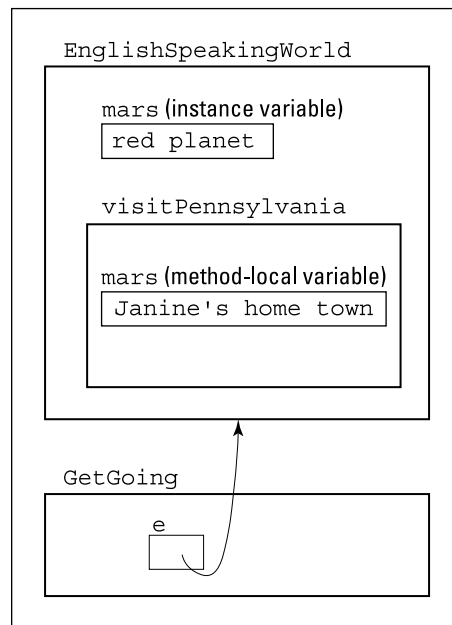 EnglishSpeakingWorld
mars (instance variable)
red planet
visitPennsylvania
mars (method-local variable)
Janine's home town
GetGoing
e